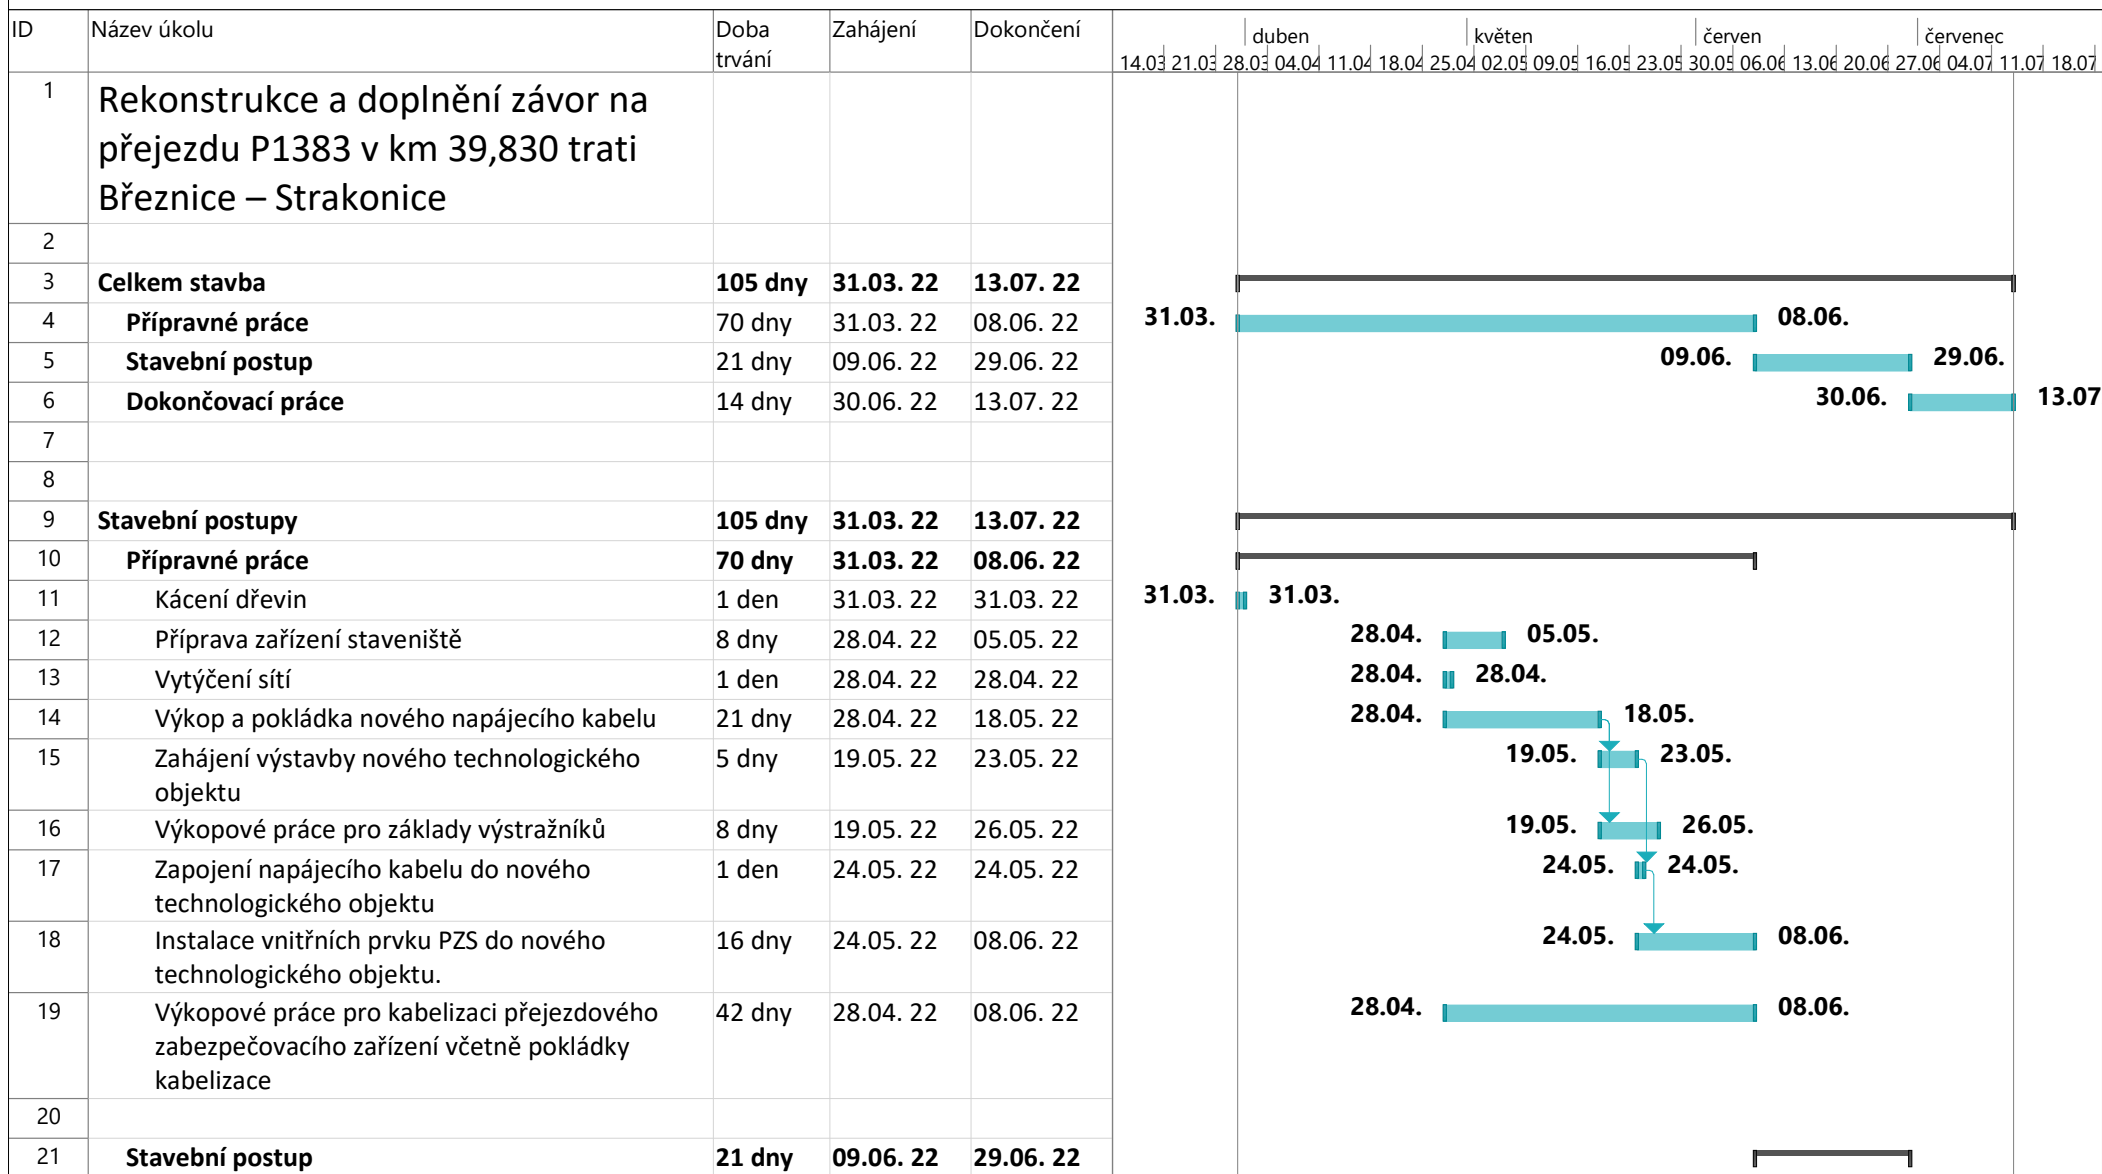 ID Název úkolu Doba trvání Zahájení Dokončení
duben květen červen červenec
14.03 21.03 28.03 04.04 11.04 18.04 25.04 02.05 09.05 16.05 23.05 30.05 06.06 13.06 20.06 27.06 04.07 11.07 18.07
1 Rekonstrukce a doplnění závor na
přejezdu P1383 v km 39,830 trati
Březnice – Strakonice
2
3 Celkem stavba 105 dny 31.03. 22 13.07. 22
4 Přípravné práce 70 dny 31.03. 22 08.06. 22 31.03. 08.06.
5 Stavební postup 21 dny 09.06. 22 29.06. 22 09.06. 29.06.
6 Dokončovací práce 14 dny 30.06. 22 13.07. 22 30.06. 13.07
7
8
9 Stavební postupy 105 dny 31.03. 22 13.07. 22
10 Přípravné práce 70 dny 31.03. 22 08.06. 22
11 Kácení dřevin 1 den 31.03. 22 31.03. 22 31.03. 31.03.
12 Příprava zařízení staveniště 8 dny 28.04. 22 05.05. 22 28.04. 05.05.
13 Vytýčení sítí 1 den 28.04. 22 28.04. 22 28.04. 28.04.
14 Výkop a pokládka nového napájecího kabelu 21 dny 28.04. 22 18.05. 22 28.04. 18.05.
15 Zahájení výstavby nového technologického 5 dny 19.05. 22 23.05. 22 19.05. 23.05.
objektu
16 Výkopové práce pro základy výstražníků 8 dny 19.05. 22 26.05. 22 19.05. 26.05.
17 Zapojení napájecího kabelu do nového 1 den 24.05. 22 24.05. 22 24.05. 24.05.
technologického objektu
18 Instalace vnitřních prvku PZS do nového 16 dny 24.05. 22 08.06. 22 24.05. 08.06.
technologického objektu.
19 Výkopové práce pro kabelizaci přejezdového 42 dny 28.04. 22 08.06. 22 28.04. 08.06.
zabezpečovacího zařízení včetně pokládky
kabelizace
20
21 Stavební postup 21 dny 09.06. 22 29.06. 22